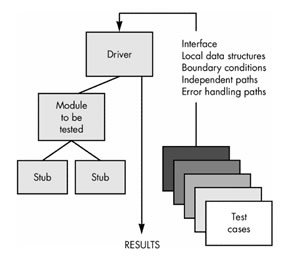 Driver
Interface
Local data structures
Boundary conditions
Independent paths
Error handling paths
Module
to be
tested
Stub
Stub
Test
cases
RESULTS